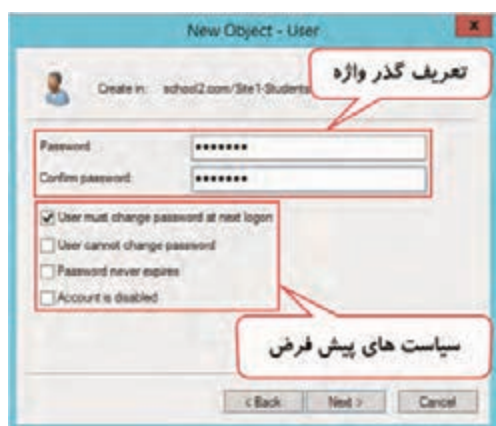 New Object - User
تعریف گذر واژه
Create in: school2.com/Site1-Students
Password:
Confirm password:
User must change password at next logon
User cannot change password
Password never expires
Account is disabled
سیاست های پیش فرض
< Back Next > Cancel